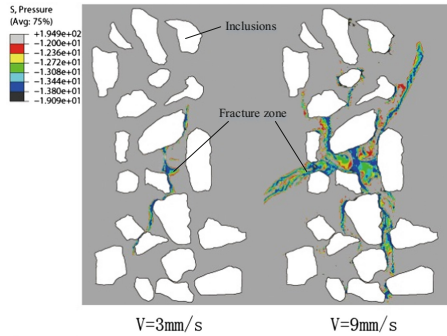 S, Pressure
(Avg: 75%)
+1.949e+02
-1.200e+01
-1.236e+01
-1.272e+01
-1.308e+01
-1.344e+01
-1.380e+01
-1.909e+01
Inclusions
Fracture zone
V=3mm/s
V=9mm/s